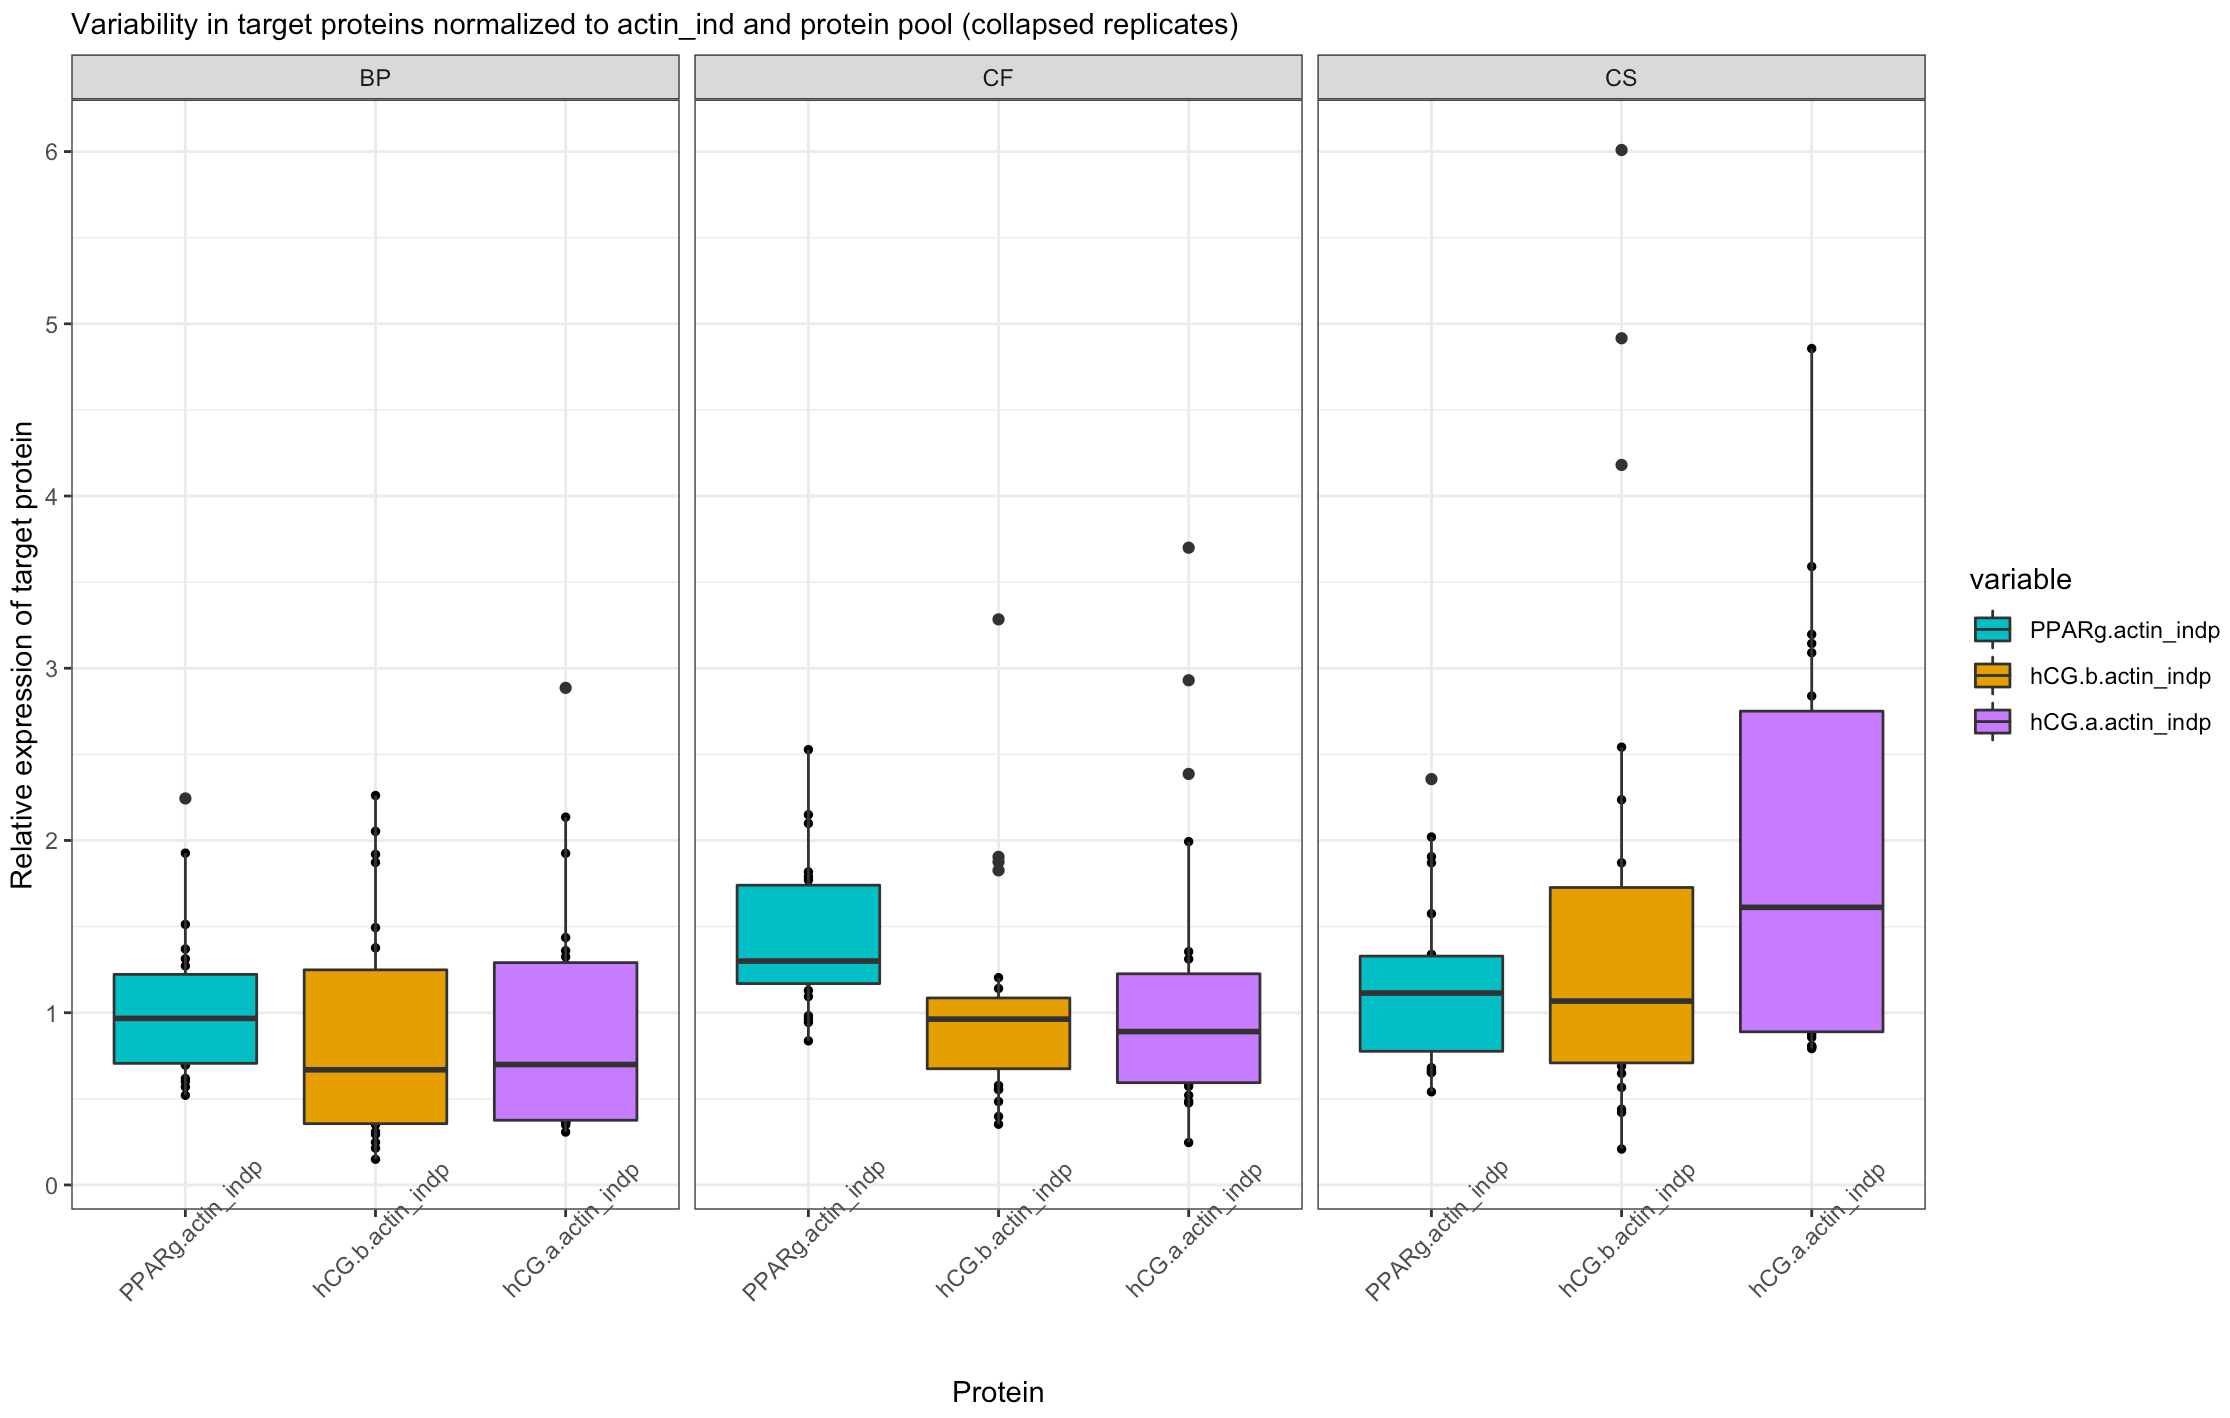 Variability in target proteins normalized to actin_ind and protein pool (collapsed replicates)
BP
CF
CS
Relative expression of target protein
6
5
4
3
2
1
0
PPARg.actin_indp
hCG.b.actin_indp
hCG.a.actin_indp
PPARg.actin_indp
hCG.b.actin_indp
hCG.a.actin_indp
PPARg.actin_indp
hCG.b.actin_indp
hCG.a.actin_indp
Protein
variable
PPARg.actin_indp
hCG.b.actin_indp
hCG.a.actin_indp